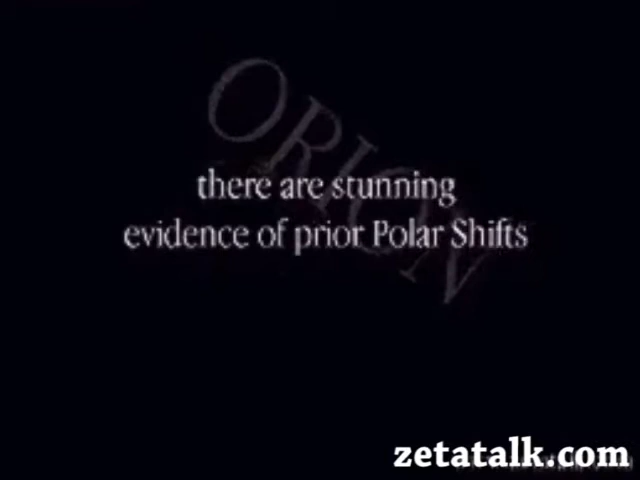 ORION
there are stunning
evidence of prior Polar Shifts
zetatalk.com